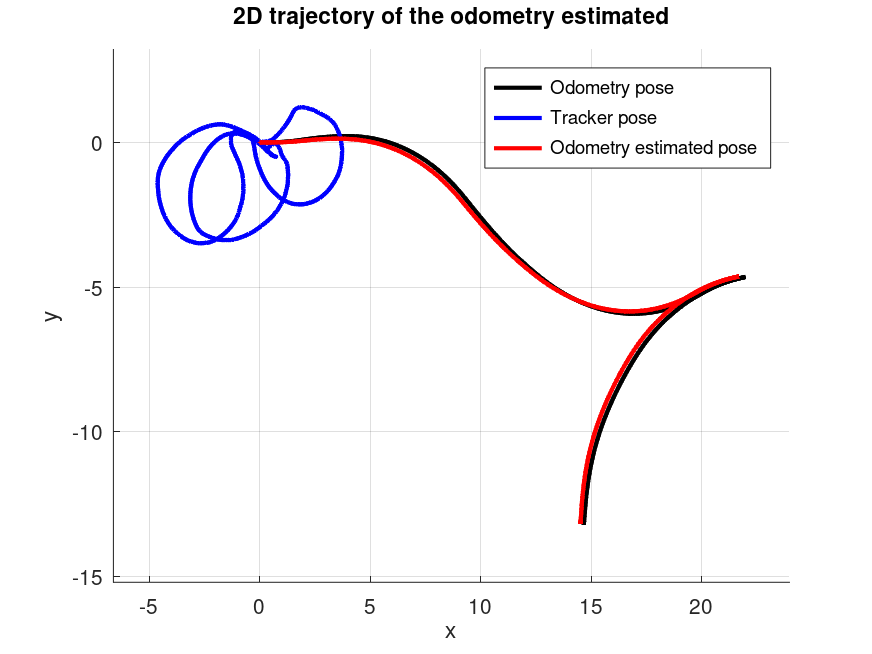 2D trajectory of the odometry estimated
Odometry pose
Tracker pose
Odometry estimated pose
0
-5
-10
-15
y
-5
0
5
10
15
20
x